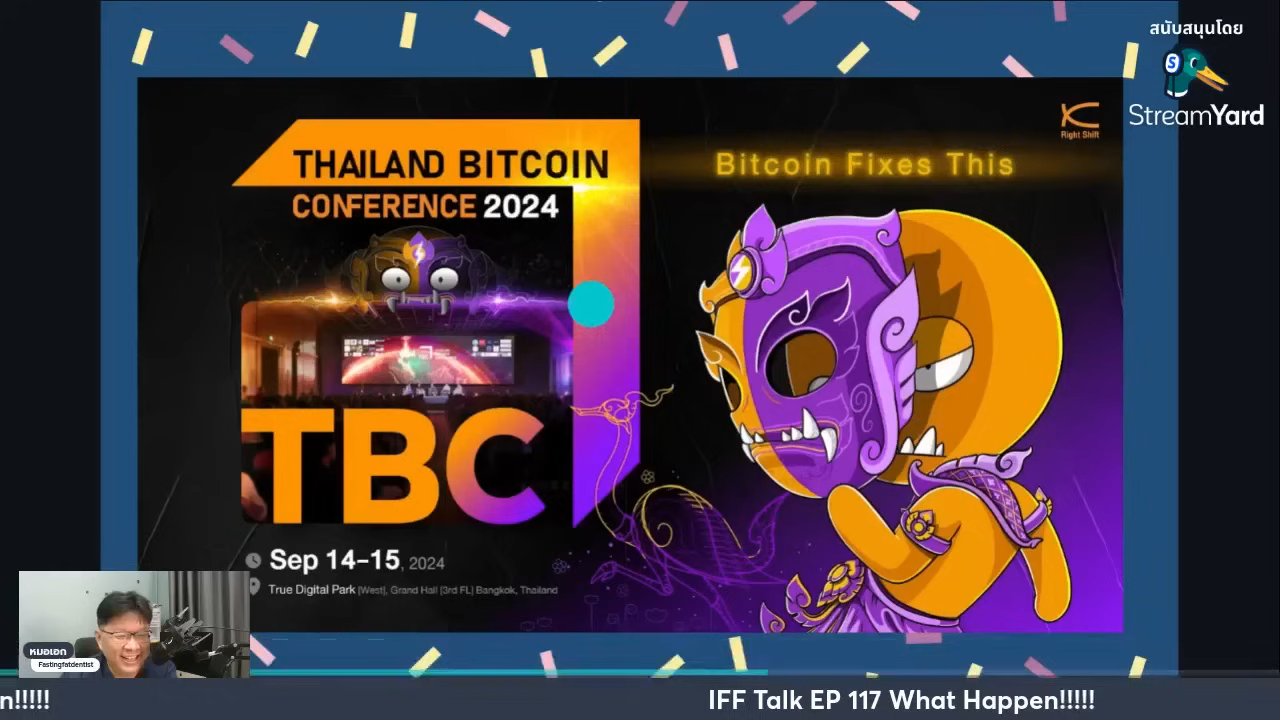 สนับสนุนโดย
StreamYard
Right Shift
THAILAND BITCOIN
CONFERENCE 2024
Bitcoin Fixes This
TBC
Sep 14-15, 2024
True Digital Park (West), Grand Hall (3rd FL) Bangkok, Thailand
หมอเอก
Fastingfatdentist
n!!!!!
IFF Talk EP 117 What Happen!!!!!